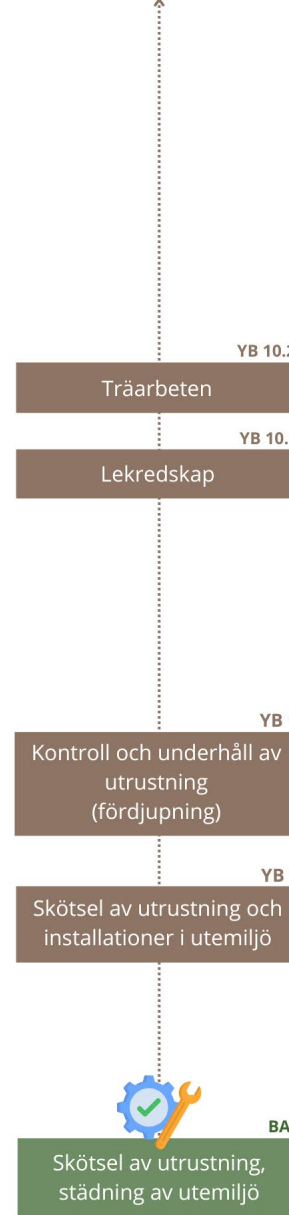 YB 10.2
Träarbeten
YB 10.
Lekredskap
YB
Kontroll och underhåll av
utrustning
(fördjupning)
YB
Skötsel av utrustning och
installationer i utemiljö
BA
Skötsel av utrustning,
städning av utemiljö